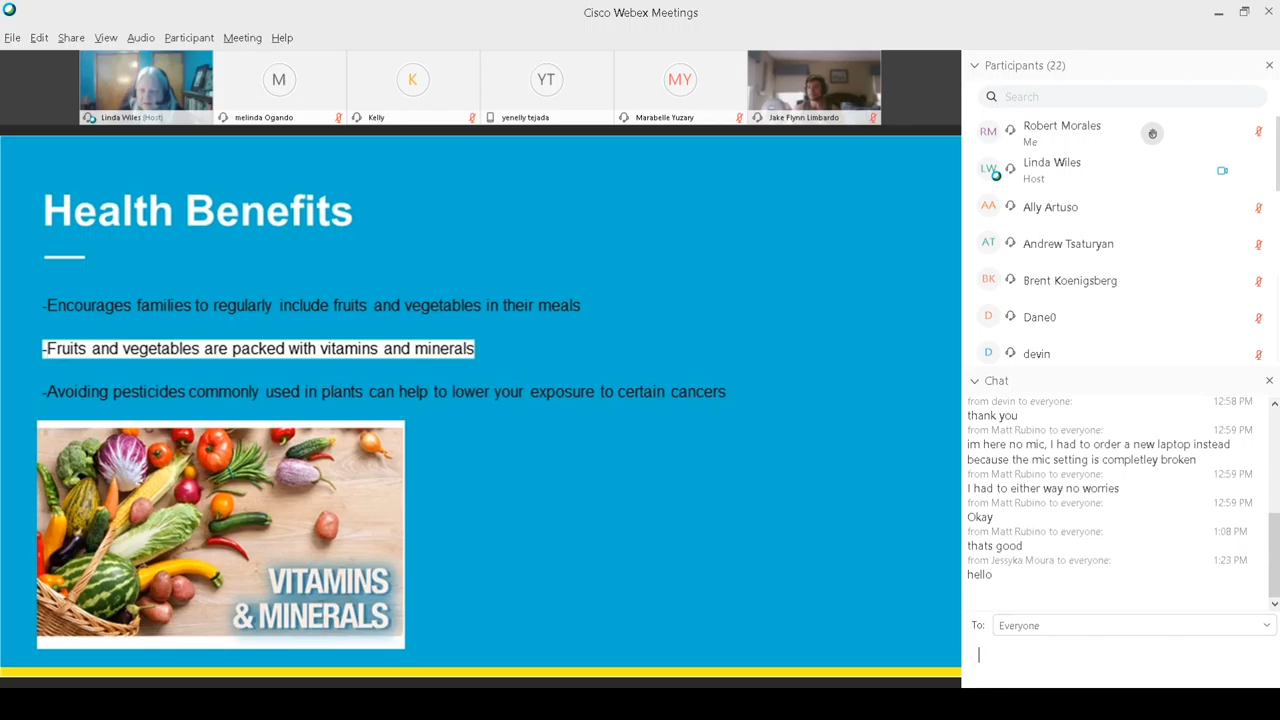 Cisco Webex Meetings
File Edit Share View Audio Participant Meeting Help
M
K
YT
MY
Linda Wiles (Host)
melinda Ogando
Kelly
yenelly tejada
Marabelle Yuzary
Jake Flynn Limbardo
Health Benefits
-Encourages families to regularly include fruits and vegetables in their meals
-Fruits and vegetables are packed with vitamins and minerals
-Avoiding pesticides commonly used in plants can help to lower your exposure to certain cancers
VITAMINS
& MINERALS
Participants (22)
Search
RM Robert Morales
Me
LW Linda Wiles
Host
AA Ally Artuso
AT Andrew Tsaturyan
BK Brent Koenigsberg
D Dane0
D devin
Chat
from devin to everyone: 12:58 PM
thank you
from Matt Rubino to everyone: 12:59 PM
im here no mic, I had to order a new laptop instead
because the mic setting is completley broken
from Matt Rubino to everyone: 12:59 PM
I had to either way no worries
from Matt Rubino to everyone: 12:59 PM
Okay
from Matt Rubino to everyone: 1:08 PM
thats good
from Jessyka Moura to everyone: 1:23 PM
hello
To: Everyone